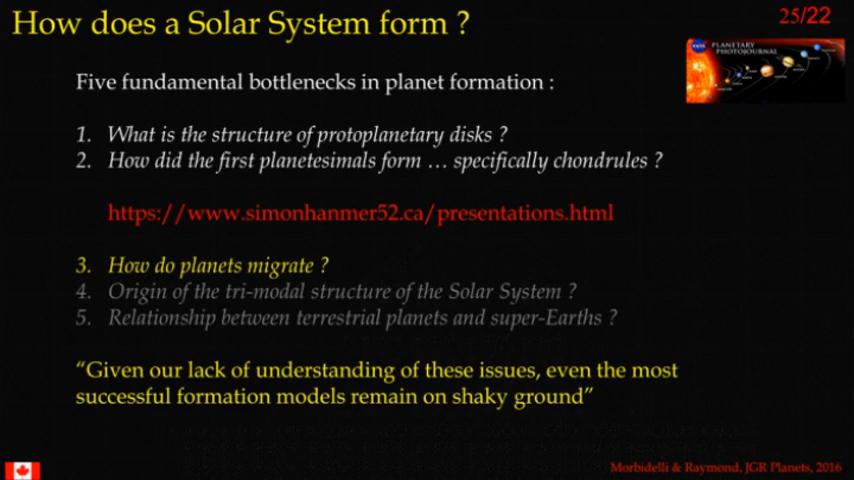 How does a Solar System form ?
25/22
NASA PLANETARY
PHOTOJOURNAL
Five fundamental bottlenecks in planet formation :
1. What is the structure of protoplanetary disks ?
2. How did the first planetesimals form … specifically chondrules ?
https://www.simonhanmer52.ca/presentations.html
3. How do planets migrate ?
4. Origin of the tri-modal structure of the Solar System ?
5. Relationship between terrestrial planets and super-Earths ?
“Given our lack of understanding of these issues, even the most
successful formation models remain on shaky ground”
Morbidelli & Raymond, JGR Planets, 2016